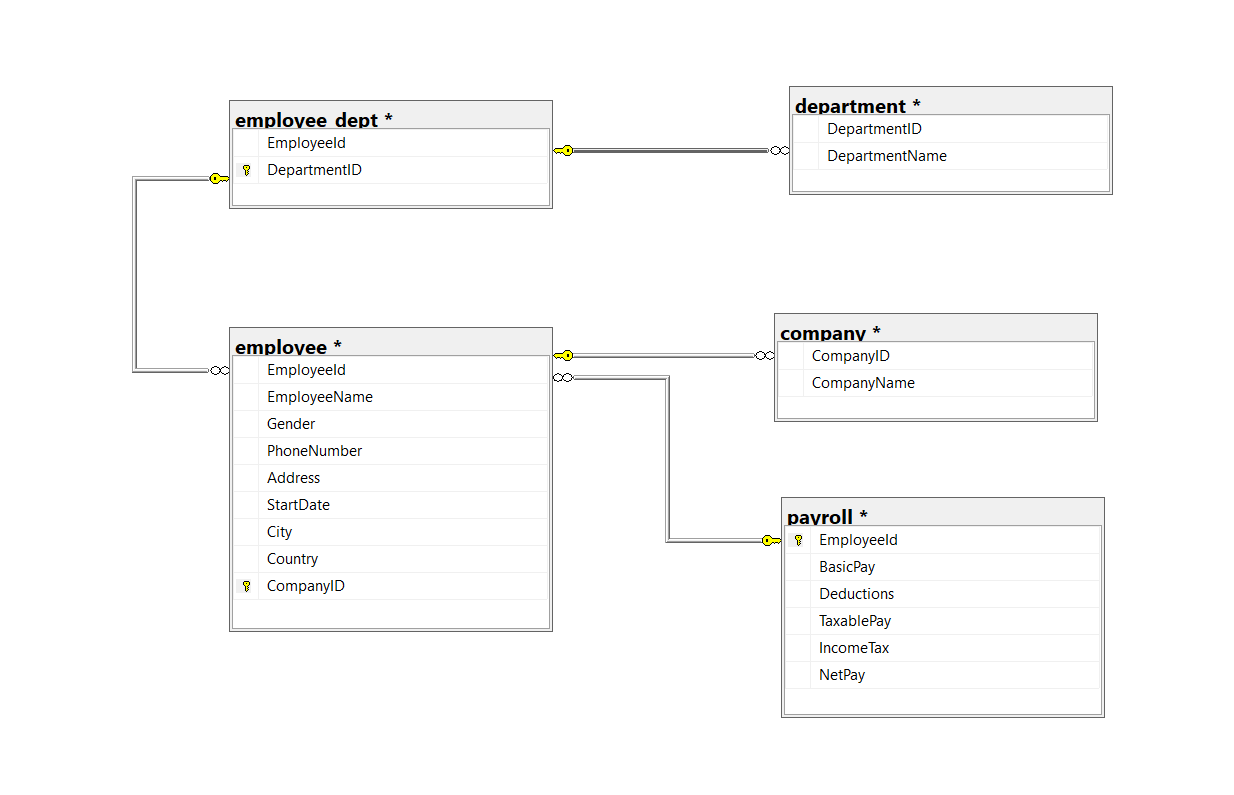 employee_dept *
EmployeeId
DepartmentID
department *
DepartmentID
DepartmentName
employee *
EmployeeId
EmployeeName
Gender
PhoneNumber
Address
StartDate
City
Country
CompanyID
company *
CompanyID
CompanyName
payroll *
EmployeeId
BasicPay
Deductions
TaxablePay
IncomeTax
NetPay